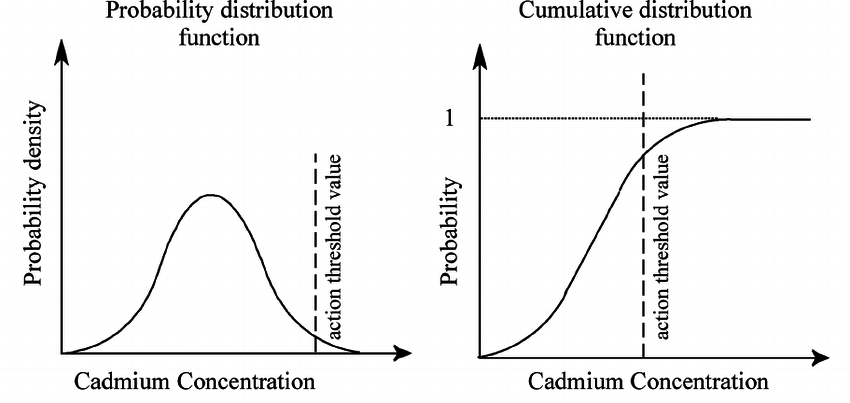 Probability distribution
function
Probability density
action threshold value
Cadmium Concentration
Cumulative distribution
function
1
Probability
action threshold value
Cadmium Concentration